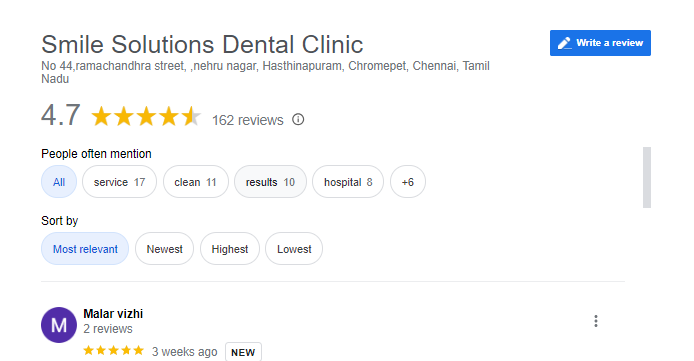 Smile Solutions Dental Clinic
Write a review
No 44,ramachandhra street, ,nehru nagar, Hasthinapuram, Chromepet, Chennai, Tamil
Nadu
4.7 162 reviews
People often mention
All service 17 clean 11 results 10 hospital 8 +6
Sort by
Most relevant Newest Highest Lowest
M
Malar vizhi
2 reviews
3 weeks ago NEW